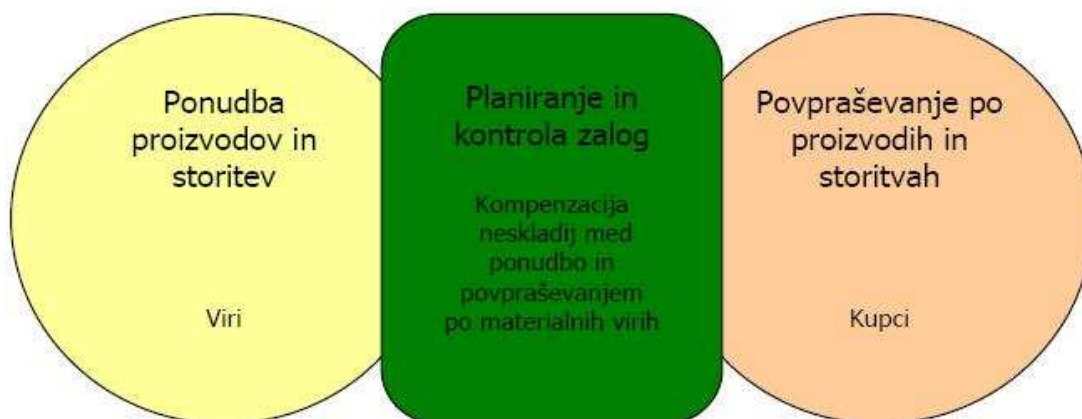 Ponudba
proizvodov in
storitev
Viri
Planiranje in
kontrola zalog
Kompenzacija
neskladij med
ponudbo in
povpraševanjem
po materialnih virih
Povpraševanje po
proizvodih in
storitvah
Kupci